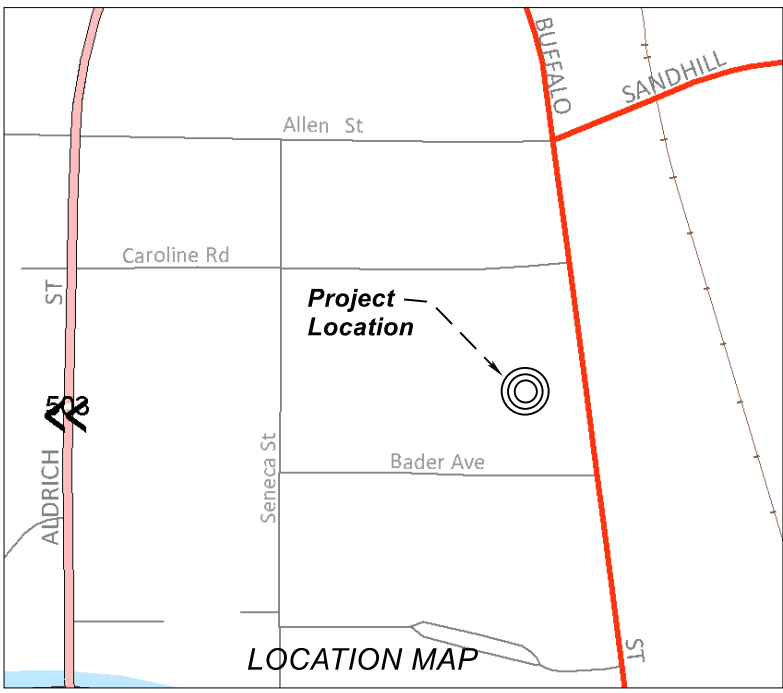 BUFFALO
SANDHILL
Allen St
Caroline Rd
ST
Project
Location
503
ALDRICH
Seneca St
Bader Ave
ST
LOCATION MAP